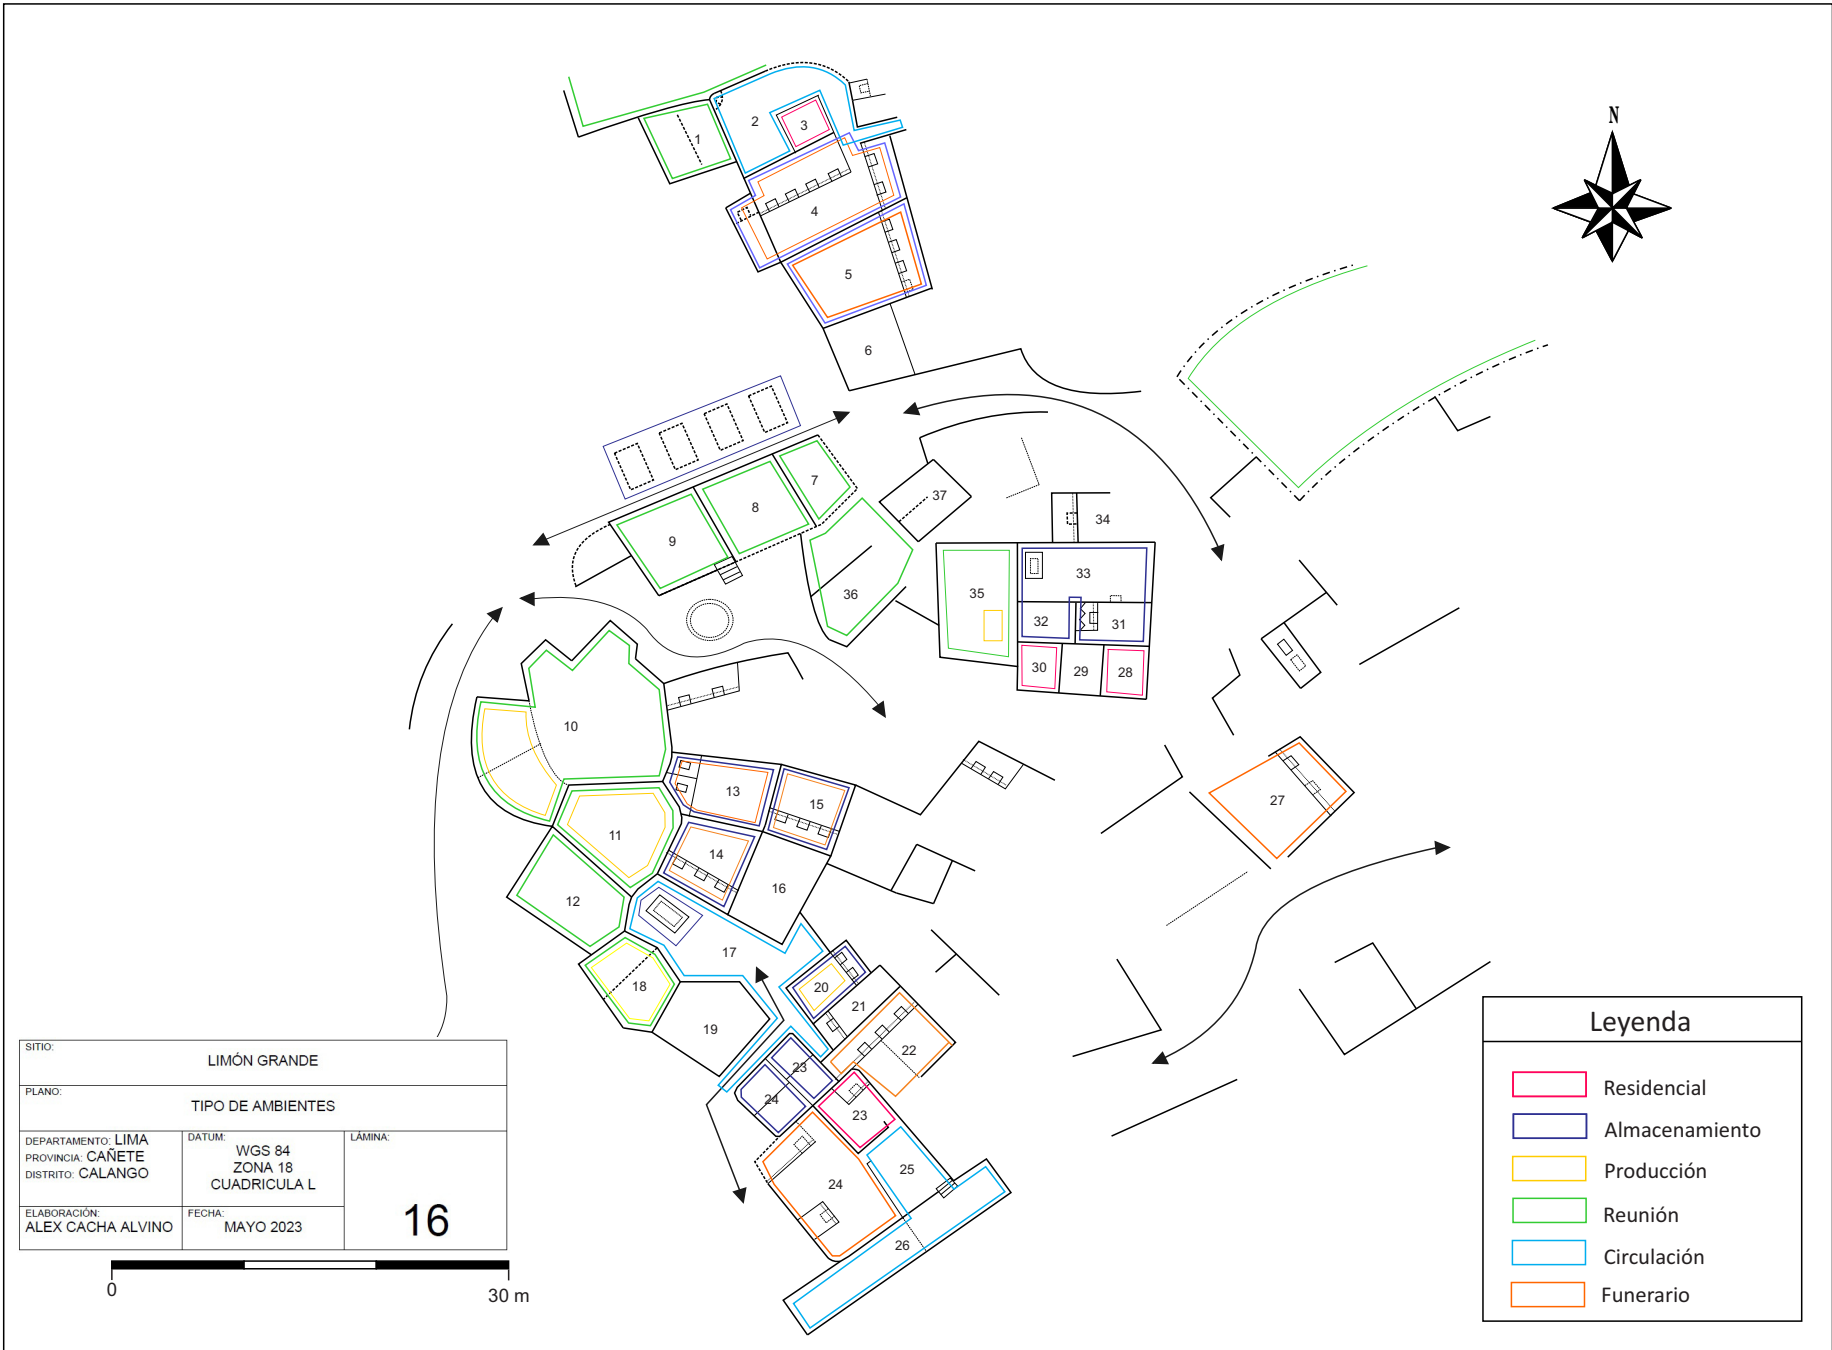 N
1
2
3
4
5
6
7
8
9
37
34
33
35
36
32
31
30
29
28
10
13
15
27
11
14
16
12
17
18
20
21
19
22
23
24
23
25
24
26
SITIO:
LIMÓN GRANDE
PLANO:
TIPO DE AMBIENTES
DEPARTAMENTO: LIMA
PROVINCIA: CAÑETE
DISTRITO: CALANGO
DATUM:
WGS 84
ZONA 18
CUADRICULA L
LÁMINA:
16
ELABORACIÓN:
ALEX CACHA ALVINO
FECHA:
MAYO 2023
0
30 m
Leyenda
Residencial
Almacenamiento
Producción
Reunión
Circulación
Funerario